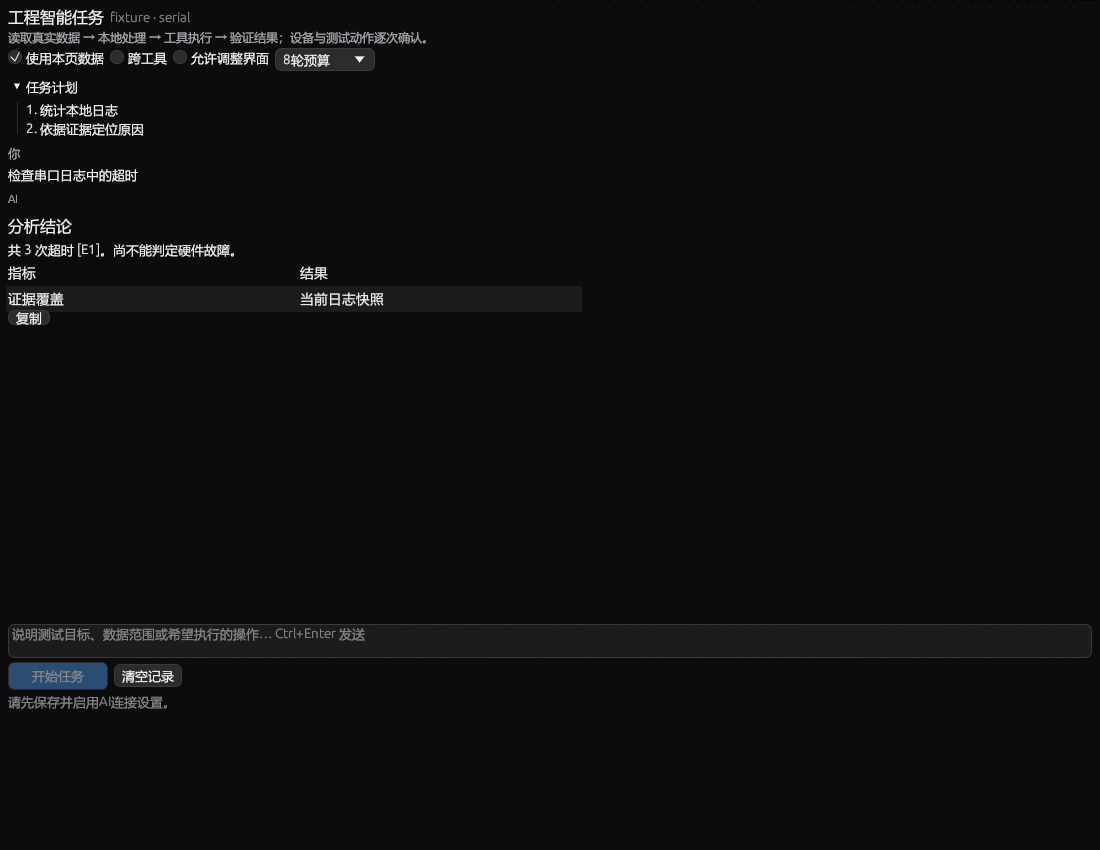 工程智能任务 fixture · serial
读取真实数据 → 本地处理 → 工具执行 → 验证结果；设备与测试动作逐次确认。
使用本页数据 跨工具 允许调整界面 8轮预算
任务计划
1. 统计本地日志
2. 依据证据定位原因
你
检查串口日志中的超时
AI
分析结论
共 3 次超时 [E1]。尚不能判定硬件故障。
指标 结果
证据覆盖 当前日志快照
复制
说明测试目标、数据范围或希望执行的操作… Ctrl+Enter 发送
开始任务 清空记录
请先保存并启用AI连接设置。